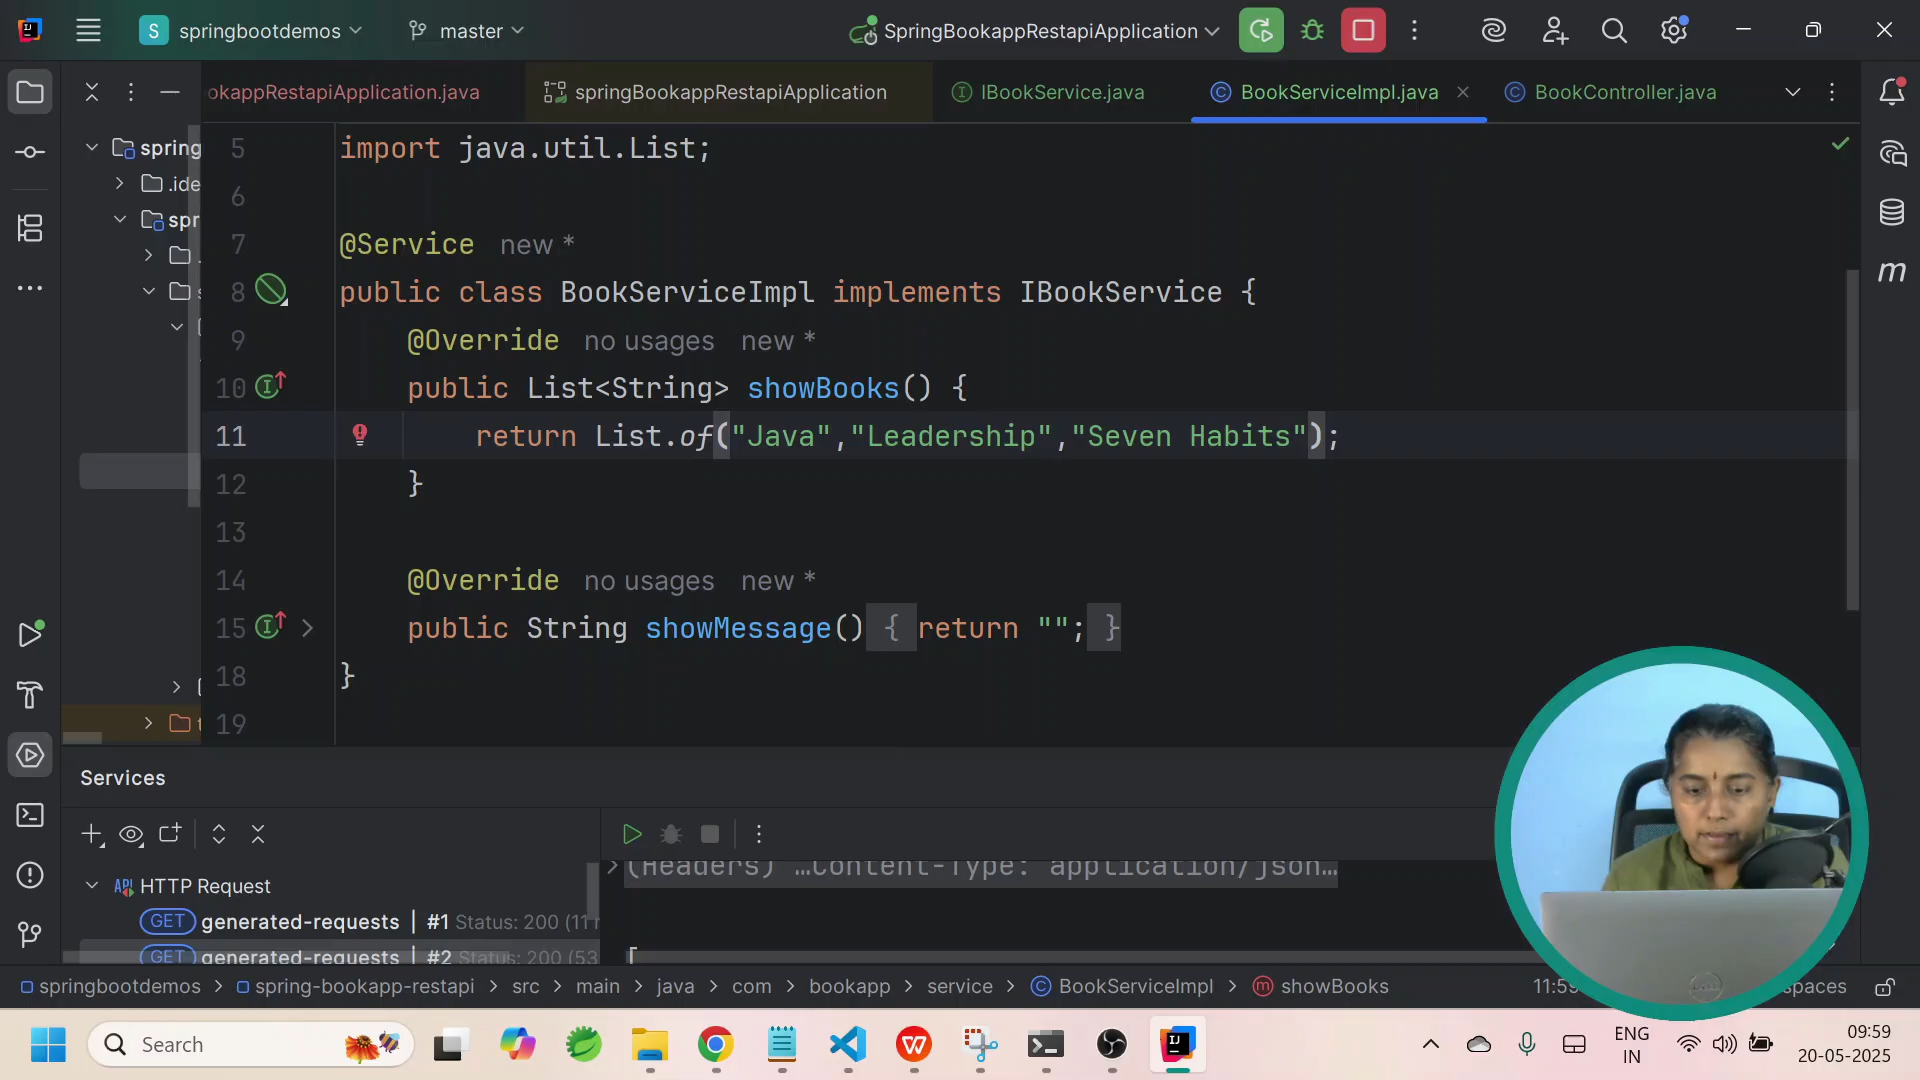 S springbootdemos master SpringBookappRestapiApplication
okappRestapiApplication.java springBookappRestapiApplication IBookService.java BookServiceImpl.java BookController.java
spring
.ide
spr
5 import java.util.List;
6
7 @Service new *
8 public class BookServiceImpl implements IBookService {
9 @Override no usages new *
10 public List<String> showBooks() {
11 return List.of("Java","Leadership","Seven Habits");
12 }
13
14 @Override no usages new *
15 public String showMessage() { return ""; }
18 }
19
Services
HTTP Request
GET generated-requests | #1 Status: 200 (11
GET generated-requests | #2 Status: 200 (53
(Headers) …Content-Type: application/json…
[
springbootdemos > spring-bookapp-restapi > src > main > java > com > bookapp > service > BookServiceImpl > showBooks 11:59 spaces
Search
ENG
IN
09:59
20-05-2025